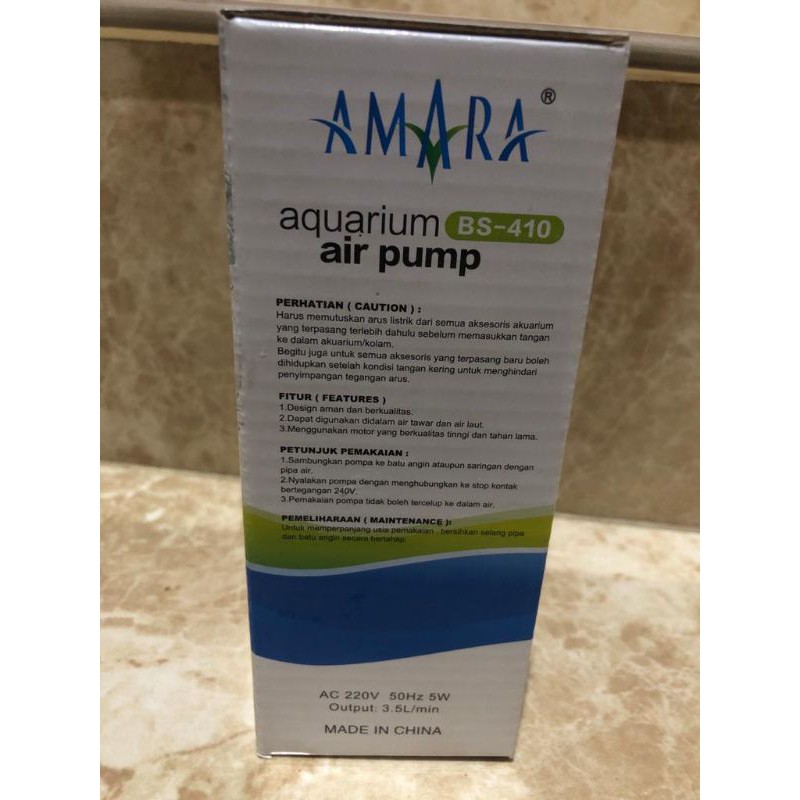 AMARA ®
aquarium BS-410
air pump
PERHATIAN ( CAUTION ) :
Harus memutuskan arus listrik dari semua aksesoris akuarium
yang terpasang terlebih dahulu sebelum memasukkan tangan
ke dalam akuarium/kolam.
Begitu juga untuk semua aksesoris yang terpasang baru boleh
dihidupkan setelah kondisi tangan kering untuk menghindari
penyimpangan tegangan arus.
FITUR ( FEATURES )
1.Design aman dan berkualitas.
2.Dapat digunakan didalam air tawar dan air laut.
3.Menggunakan motor yang berkualitas tinngi dan tahan lama.
PETUNJUK PEMAKAIAN :
1.Sambungkan pompa ke batu angin ataupun saringan dengan
pipa air.
2.Nyalakan pompa dengan menghubungkan ke stop kontak
bertegangan 240V.
3.Pemakaian pompa tidak boleh tercelup ke dalam air.
PEMELIHARAAN ( MAINTENANCE ):
Untuk memperpanjang usia pemakaian , bersihkan selang pipa
dan batu angin secara bertahap.
AC 220V 50Hz 5W
Output: 3.5L/min
MADE IN CHINA